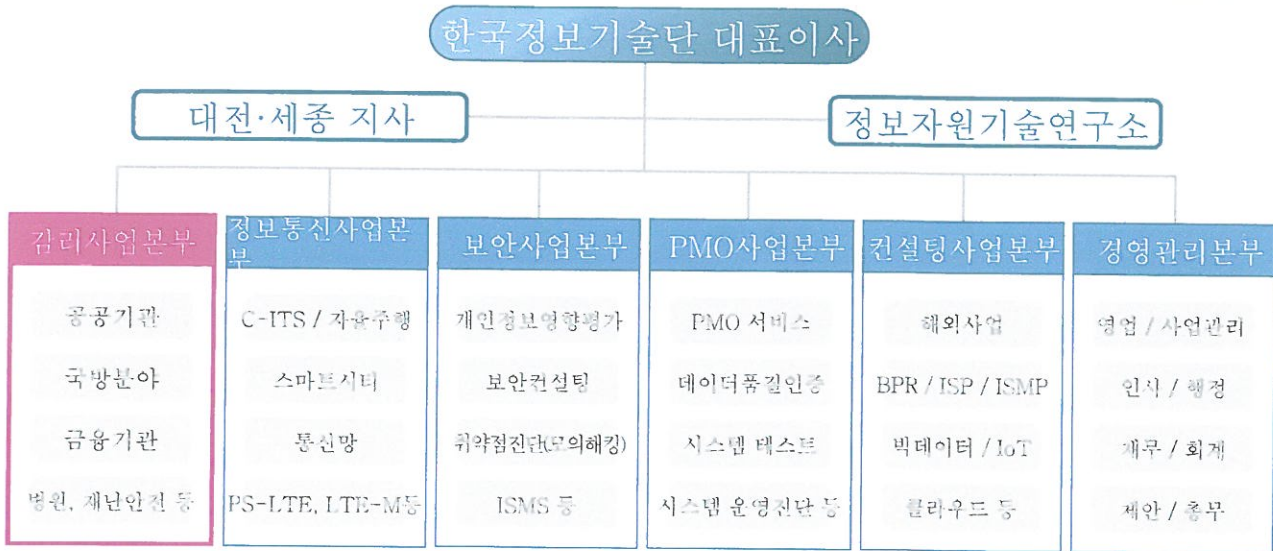 한국정보기술단 대표이사
대전·세종 지사
정보자원기술연구소
감리사업본부
공공기관
국방분야
금융기관
병원, 재난안전 등
정보통신사업본
부
C-ITS / 자율주행
스마트시티
통신망
PS-LTE, LTE-M등
보안사업본부
개인정보영향평가
보안컨설팅
취약점진단(모의해킹)
ISMS 등
PMO사업본부
PMO 서비스
데이터품질인증
시스템 테스트
시스템 운영진단 등
컨설팅사업본부
해외사업
BPR / ISP / ISMP
빅데이터 / IoT
클라우드 등
경영관리본부
영업 / 사업관리
인사 / 행정
재무 / 회계
제안 / 총무